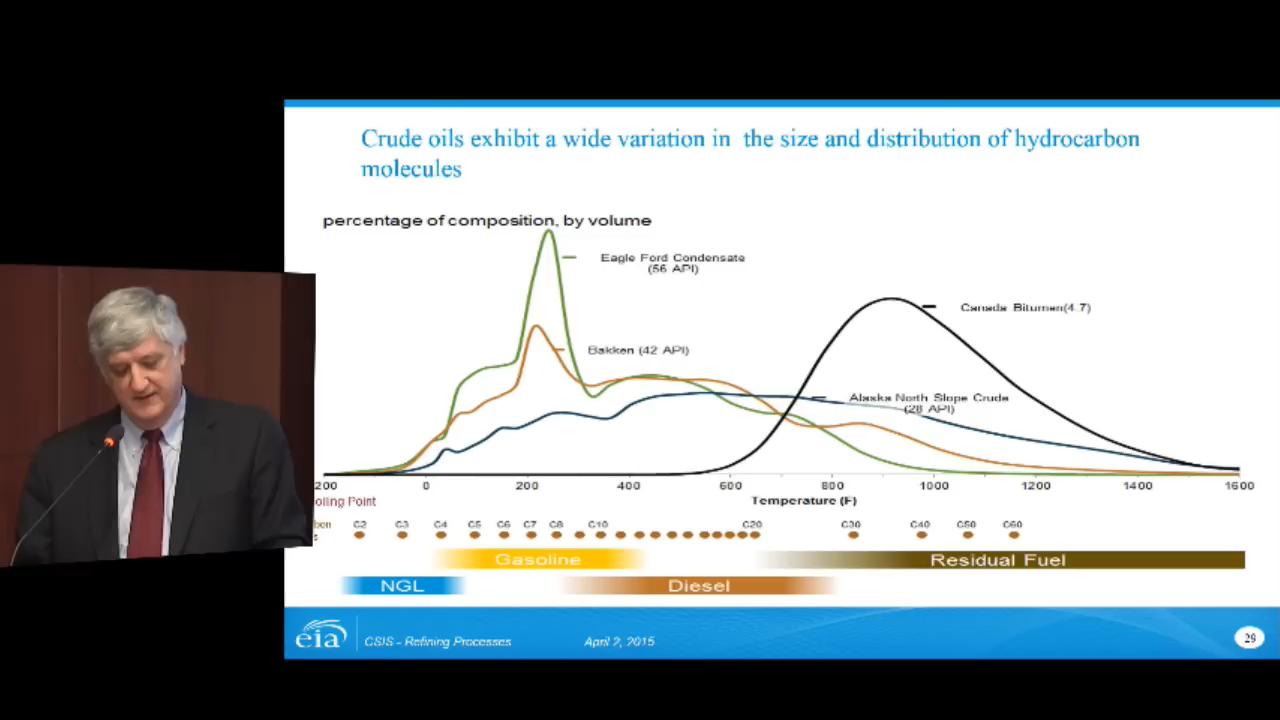 Crude oils exhibit a wide variation in the size and distribution of hydrocarbon
molecules
percentage of composition, by volume
Eagle Ford Condensate
(56 API)
Canada Bitumen(4.7)
Bakken (42 API)
Alaska North Slope Crude
(28 API)
200 0 200 400 600 800 1000 1200 1400 1600
oiling Point
Temperature (F)
bon C2 C3 C4 C5 C6 C7 C8 C10 C20 C30 C40 C50 C60
s
Gasoline
Residual Fuel
NGL
Diesel
eia
CSIS - Refining Processes
April 2, 2015
29